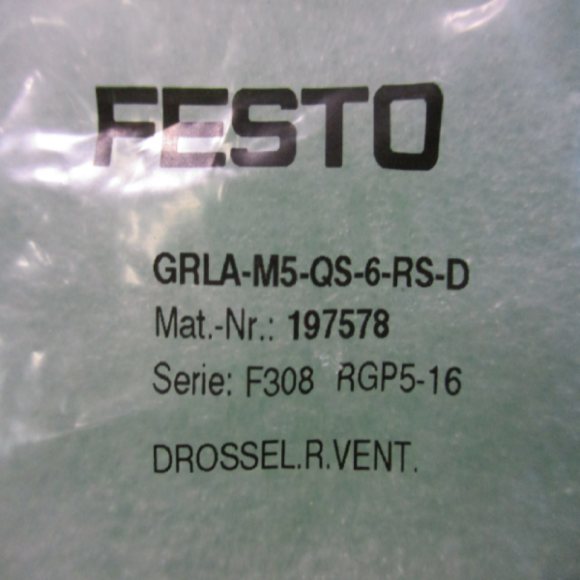 FESTO
GRLA-M5-QS-6-RS-D
Mat.-Nr.: 197578
Serie: F308 RGP5-16
DROSSEL.R.VENT.